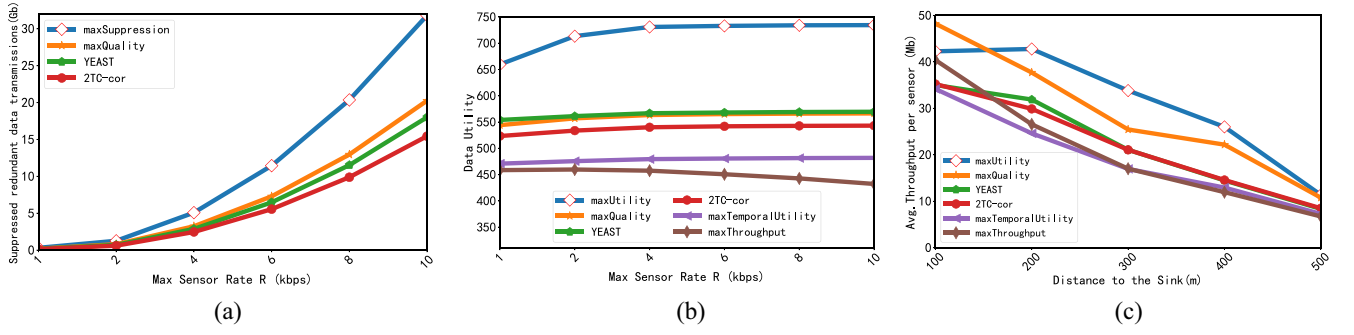 Suppressed redundant data transmissions(Gb)
30
25
20
15
10
5
0
maxSuppression
maxQuality
YEAST
2TC-cor
1
2
4
6
8
10
Max Sensor Rate R (kbps)
(a)
Data Utility
750
700
650
600
550
500
450
400
350
maxUtility
maxQuality
YEAST
2TC-cor
maxTemporalUtility
maxThroughput
1
2
4
6
8
10
Max Sensor Rate R (kbps)
(b)
Avg.Throughput per sensor (Mb)
50
40
30
20
10
0
maxUtility
maxQuality
YEAST
2TC-cor
maxTemporalUtility
maxThroughput
100
200
300
400
500
Distance to the Sink(m)
(c)